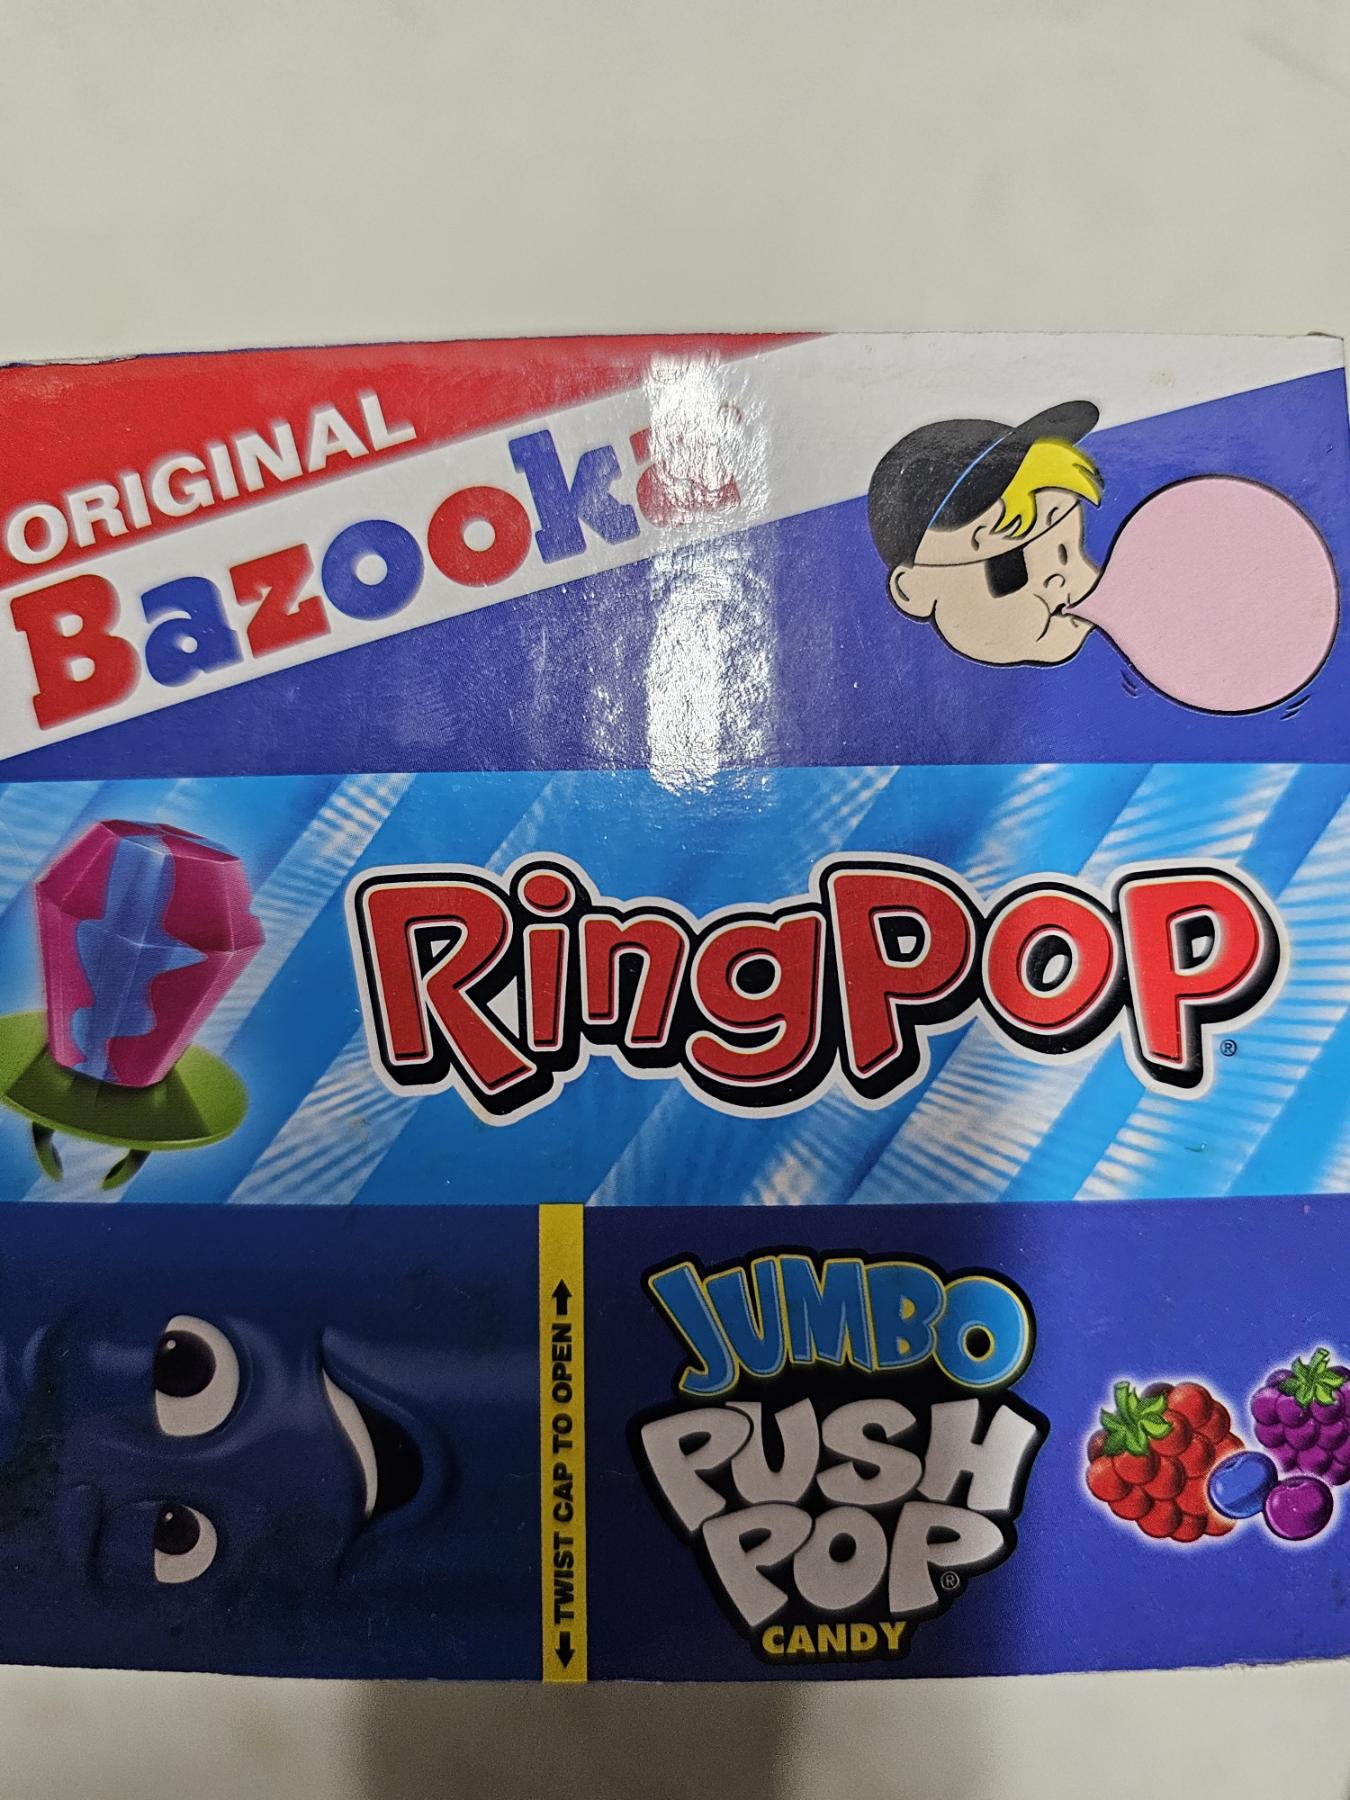 ORIGINAL
Bazooka
RingPop®
← TWIST CAP TO OPEN →
JUMBO
PUSH
POP®
CANDY